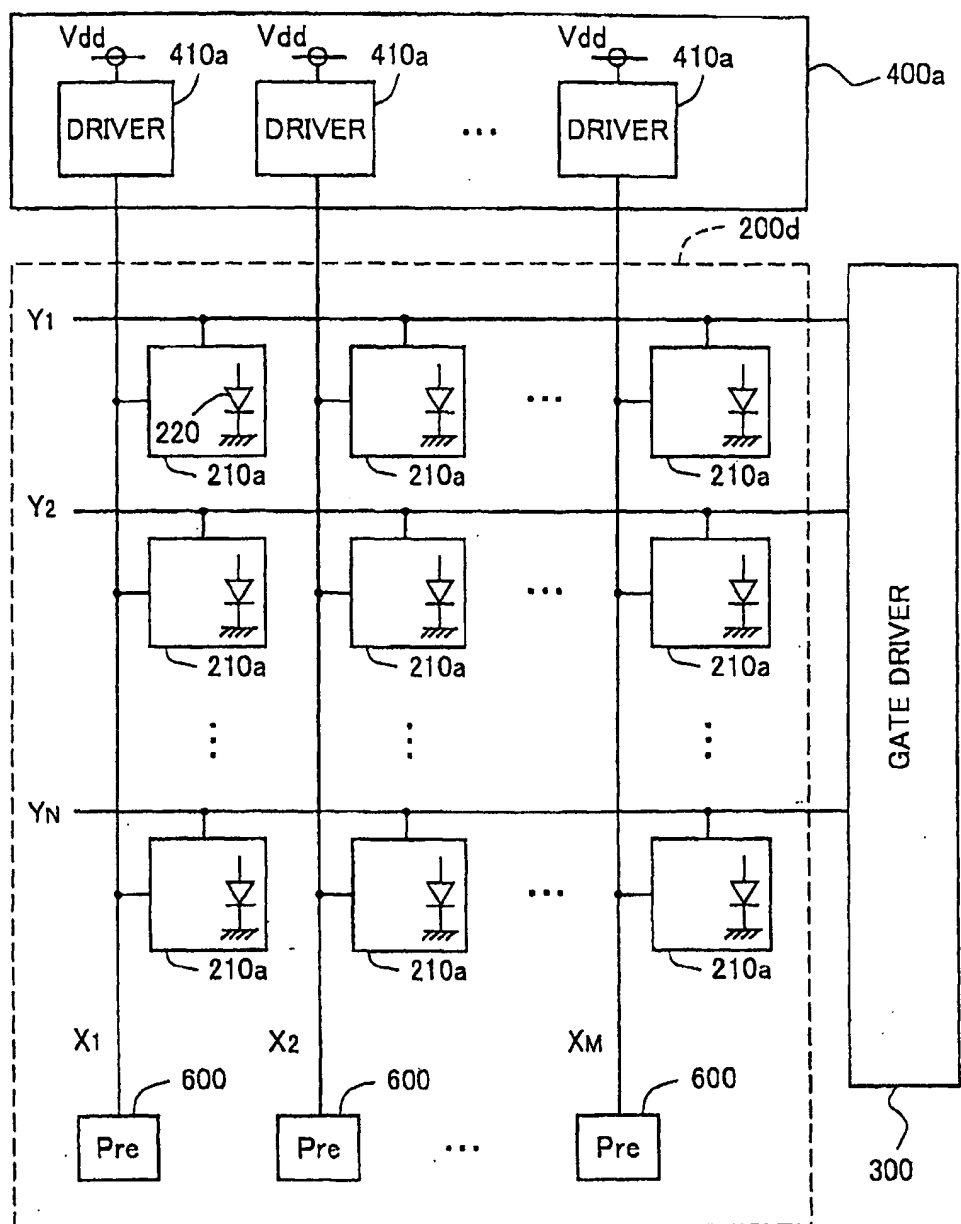 Vdd Vdd Vdd
410a 410a 410a
400a
DRIVER DRIVER ... DRIVER
200d
Y1
...
220
210a 210a 210a
Y2
...
210a 210a 210a
GATE DRIVER
YN
...
210a 210a 210a
X1 X2 XM
600 600 600
Pre Pre ... Pre
300